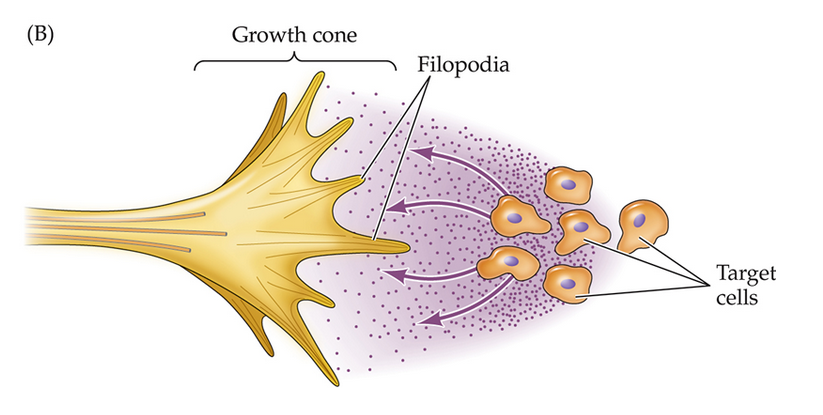 (B)
Growth cone
Filopodia
Target
cells